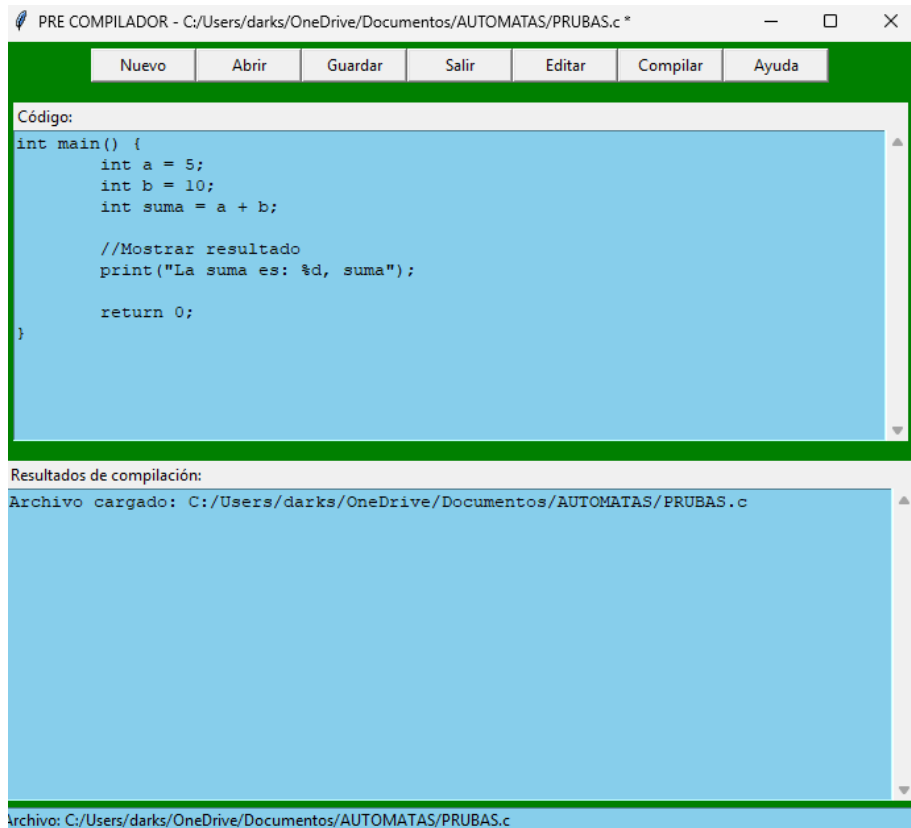 PRE COMPILADOR - C:/Users/darks/OneDrive/Documentos/AUTOMATAS/PRUBAS.c *
Nuevo Abrir Guardar Salir Editar Compilar Ayuda
Código:
int main() {
int a = 5;
int b = 10;
int suma = a + b;
//Mostrar resultado
print("La suma es: %d, suma");
return 0;
}
Resultados de compilación:
Archivo cargado: C:/Users/darks/OneDrive/Documentos/AUTOMATAS/PRUBAS.c
Archivo: C:/Users/darks/OneDrive/Documentos/AUTOMATAS/PRUBAS.c